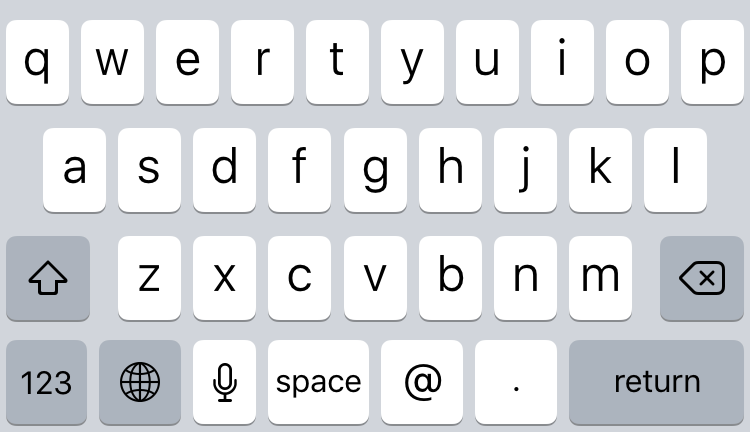 q w e r t y u i o p
a s d f g h j k l
z x c v b n m
123 space @ . return